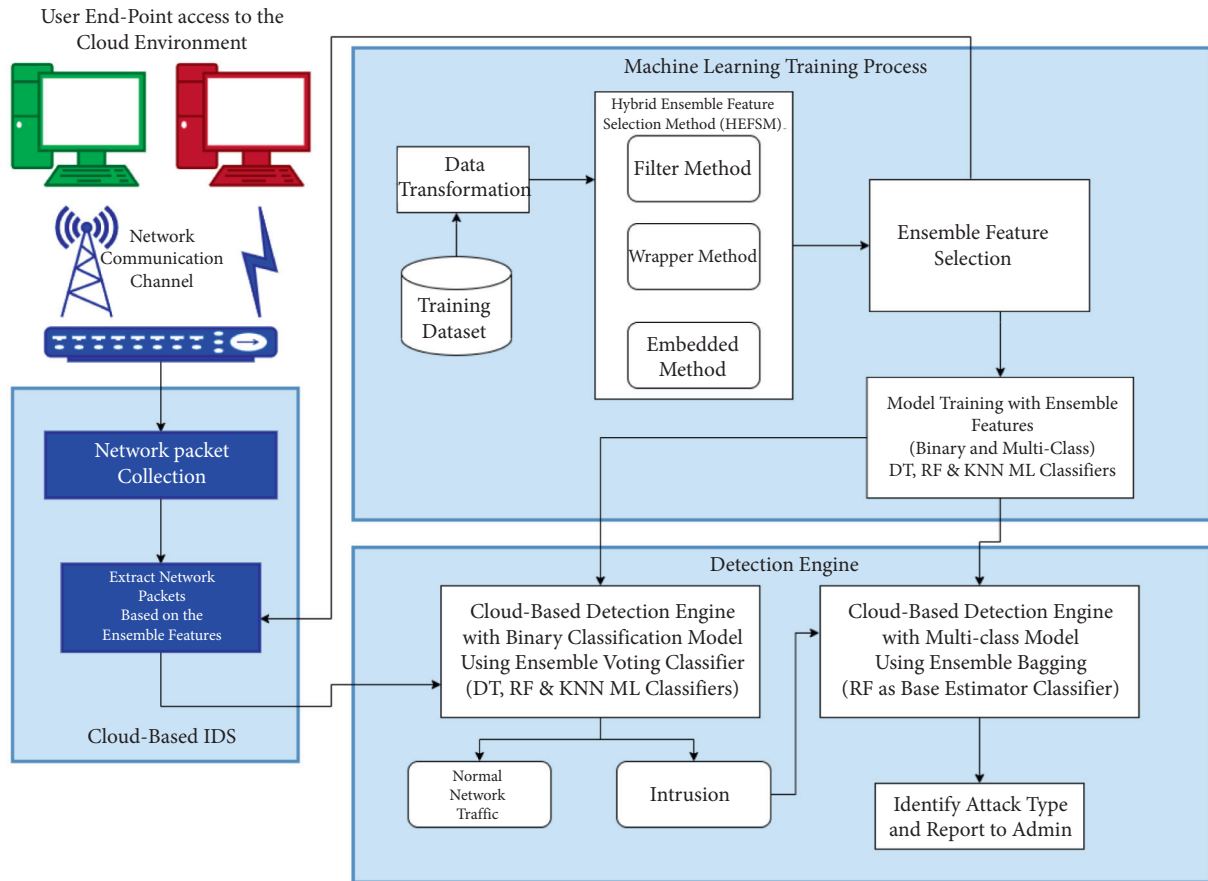 User End-Point access to the
Cloud Environment
Network
Communication
Channel
Network packet
Collection
Extract Network
Packets
Based on the
Ensemble Features
Cloud-Based IDS
Machine Learning Training Process
Data
Transformation
Training
Dataset
Hybrid Ensemble Feature
Selection Method (HEFSM)
Filter Method
Wrapper Method
Embedded
Method
Ensemble Feature
Selection
Model Training with Ensemble
Features
(Binary and Multi-Class)
DT, RF & KNN ML Classifiers
Detection Engine
Cloud-Based Detection Engine
with Binary Classification Model
Using Ensemble Voting Classifier
(DT, RF & KNN ML Classifiers)
Normal
Network
Traffic
Intrusion
Cloud-Based Detection Engine
with Multi-class Model
Using Ensemble Bagging
(RF as Base Estimator Classifier)
Identify Attack Type
and Report to Admin